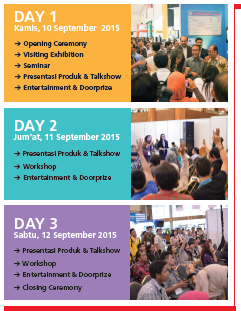 DAY 1
Kamis, 10 September 2015
→ Opening Ceremony
→ Visiting Exhibition
→ Seminar
→ Presentasi Produk & Talkshow
→ Entertainment & Doorprize
DAY 2
Jum'at, 11 September 2015
→ Presentasi Produk & Talkshow
→ Workshop
→ Entertainment & Doorprize
DAY 3
Sabtu, 12 September 2015
→ Presentasi Produk & Talkshow
→ Workshop
→ Entertainment & Doorprize
→ Closing Ceremony